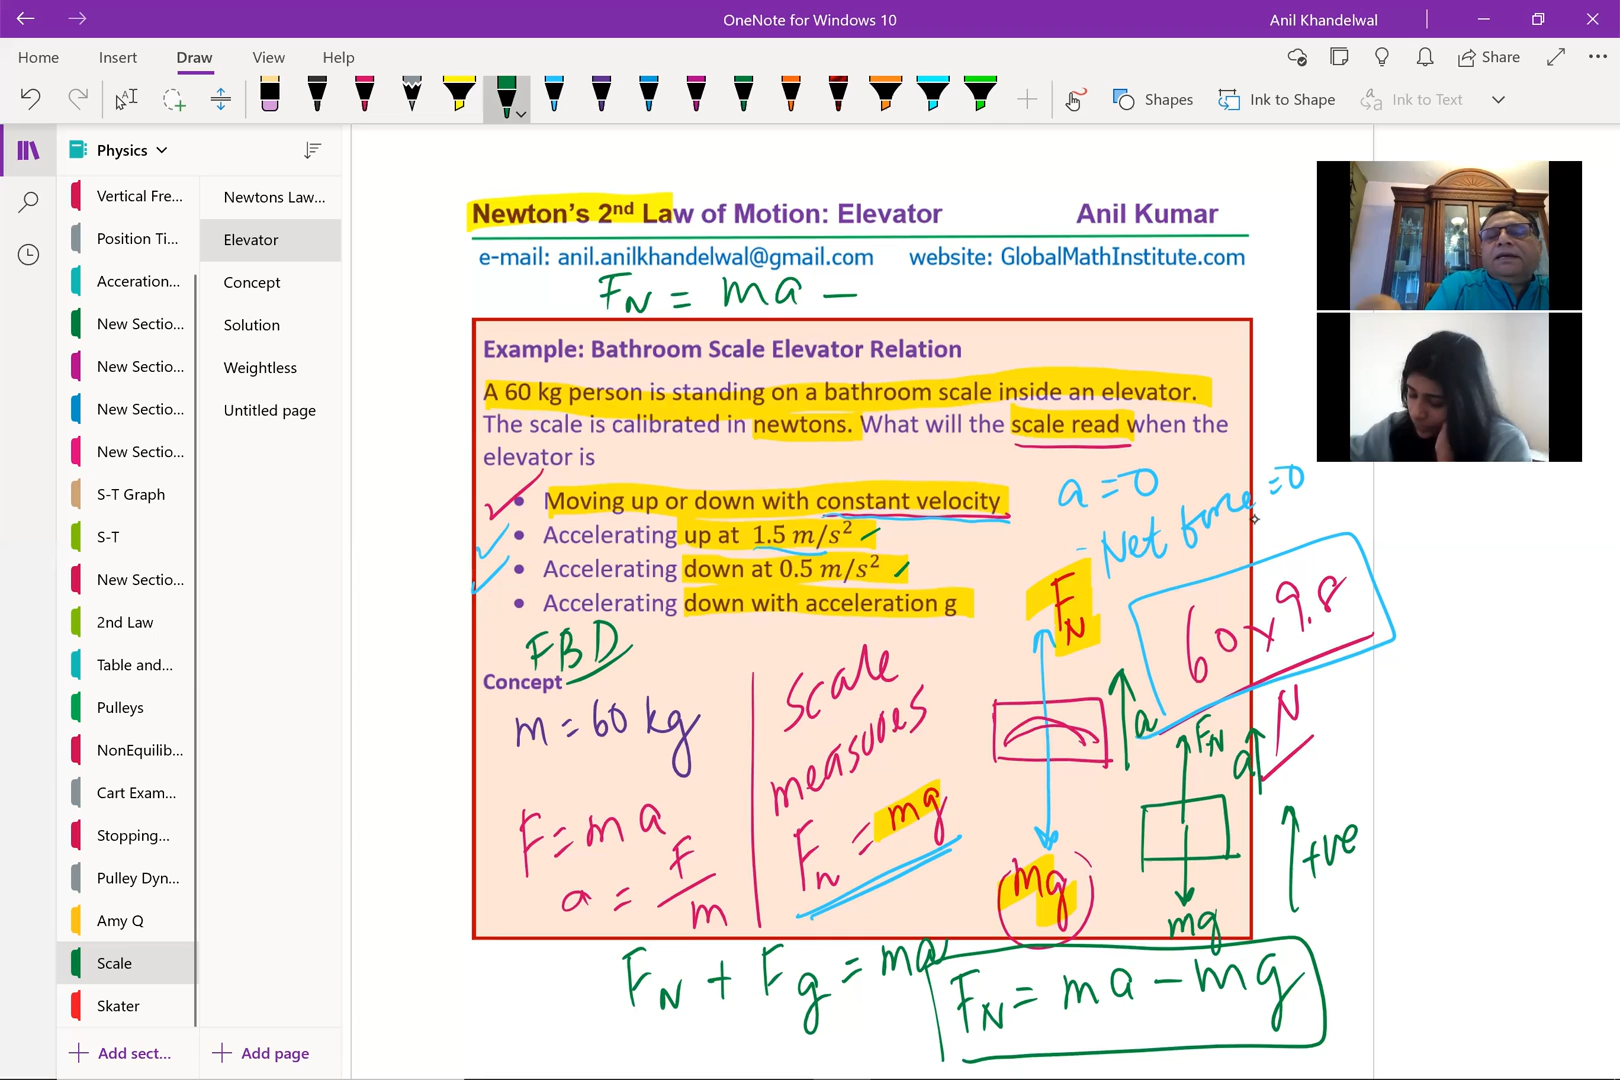 OneNote for Windows 10
Anil Khandelwal
Home Insert Draw View Help
Share
Shapes
Ink to Shape
Ink to Text
Physics
Vertical Fre...
Position Ti...
Acceration...
New Sectio...
New Sectio...
New Sectio...
New Sectio...
S-T Graph
S-T
New Sectio...
2nd Law
Table and...
Pulleys
NonEquilib...
Cart Exam...
Stopping...
Pulley Dyn...
Amy Q
Scale
Skater
Add sect...
Newtons Law...
Elevator
Concept
Solution
Weightless
Untitled page
Add page
Newton's 2nd Law of Motion: Elevator Anil Kumar
e-mail: anil.anilkhandelwal@gmail.com website: GlobalMathInstitute.com
F_N = ma –
Example: Bathroom Scale Elevator Relation
A 60 kg person is standing on a bathroom scale inside an elevator.
The scale is calibrated in newtons. What will the scale read when the
elevator is
• Moving up or down with constant velocity
• Accelerating up at 1.5 m/s²
• Accelerating down at 0.5 m/s²
• Accelerating down with acceleration g
a = 0
Net force = 0
FBD
Concept
m = 60 kg
F = ma
a = F/m
Scale
measures
F_n = mg
F_N
mg
a
60 x 9.8
N
F_N
a
mg
+ve
F_N + F_g = ma
F_N = ma – mg